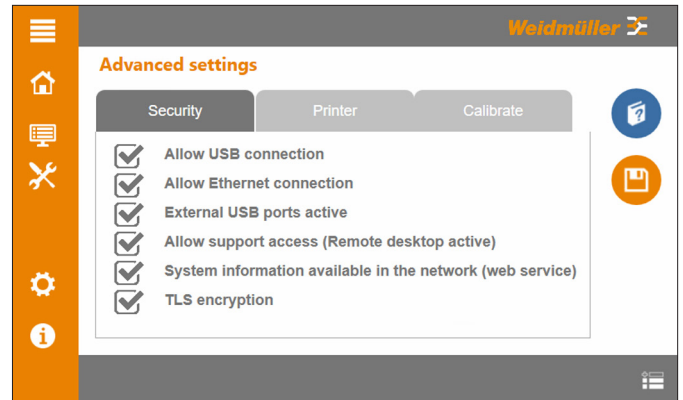 Weidmüller
Advanced settings
Security Printer Calibrate
Allow USB connection
Allow Ethernet connection
External USB ports active
Allow support access (Remote desktop active)
System information available in the network (web service)
TLS encryption